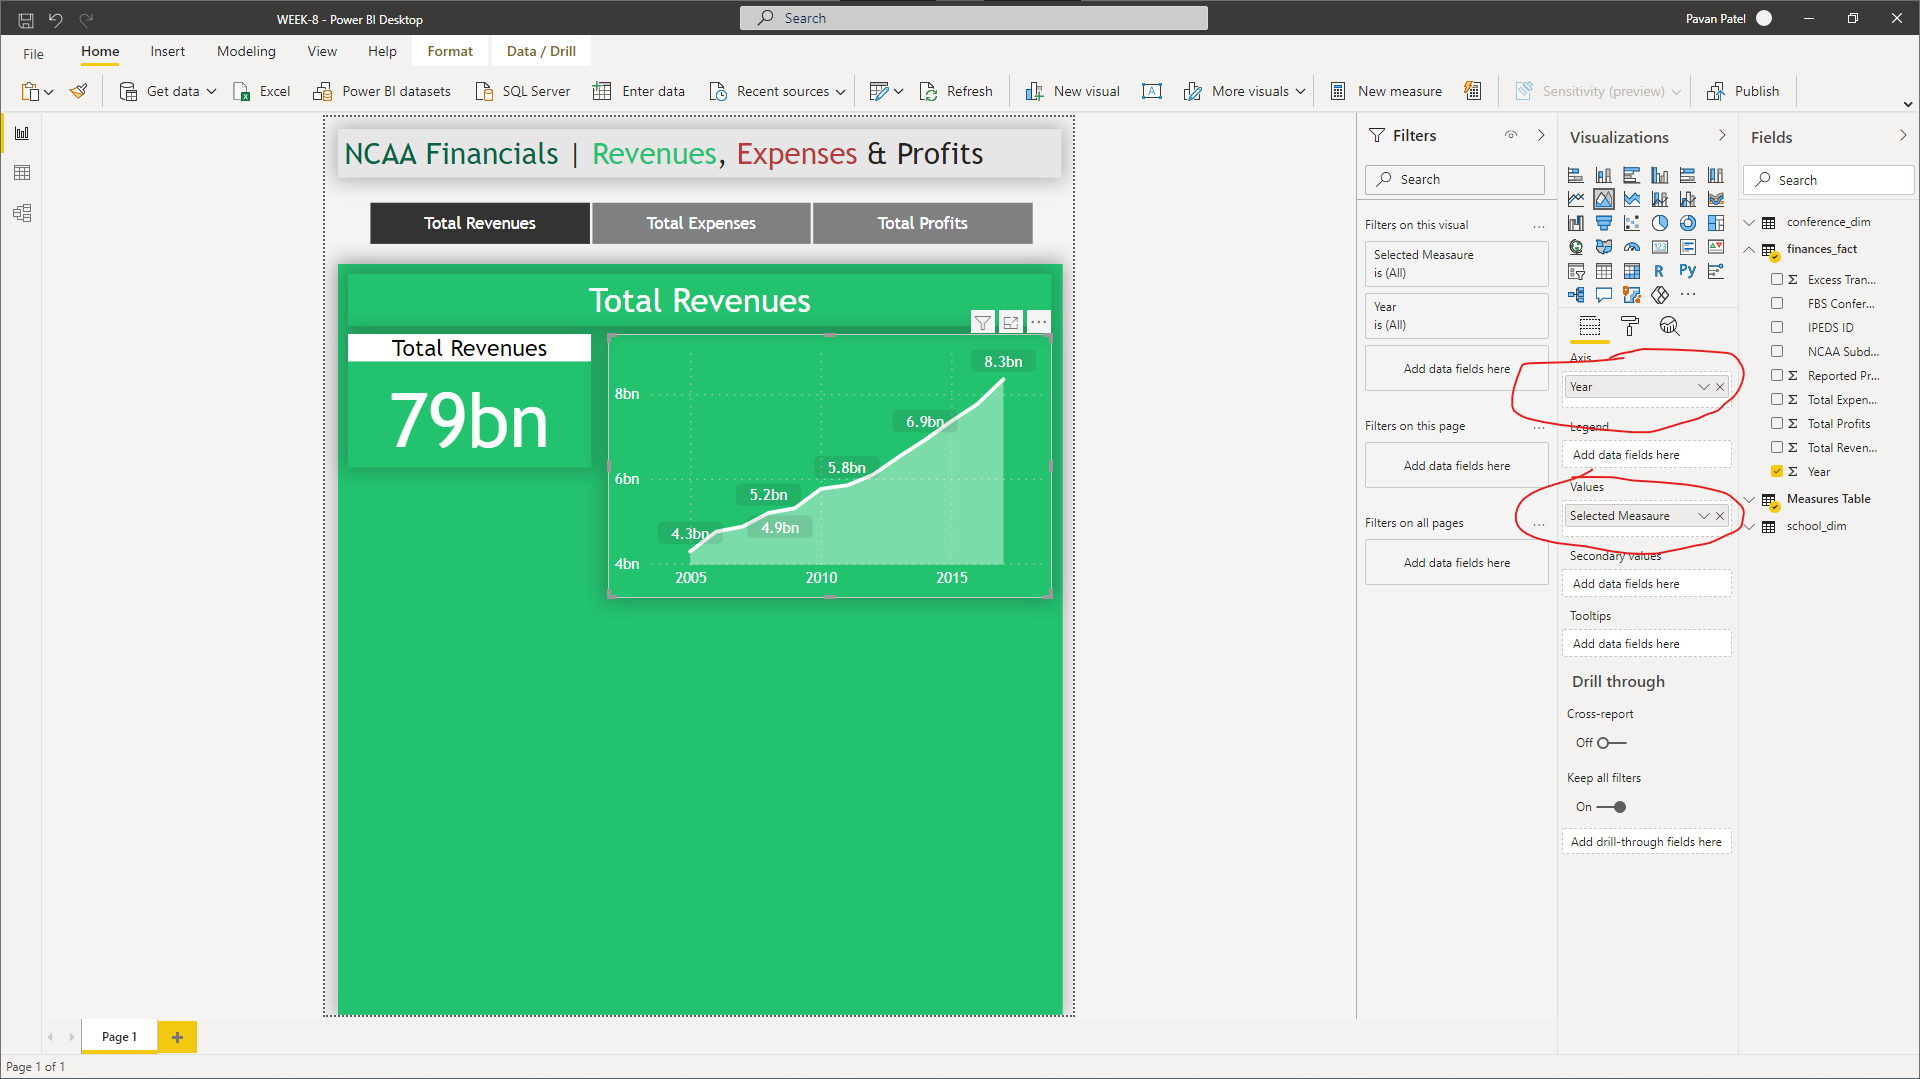 WEEK-8 - Power BI Desktop
Search
Pavan Patel
File
Home
Insert
Modeling
View
Help
Format
Data / Drill
Get data
Excel
Power BI datasets
SQL Server
Enter data
Recent sources
Refresh
New visual
More visuals
New measure
Sensitivity (preview)
Publish
NCAA Financials | Revenues, Expenses & Profits
Total Revenues
Total Expenses
Total Profits
Total Revenues
Total Revenues
79bn
8bn
6bn
4bn
4.3bn
5.2bn
4.9bn
5.8bn
6.9bn
8.3bn
2005
2010
2015
Filters
Search
Filters on this visual
...
Selected Measaure
is (All)
Year
is (All)
Add data fields here
Filters on this page
...
Add data fields here
Filters on all pages
...
Add data fields here
Visualizations
123
R
Py
...
Axis
Year
Legend
Add data fields here
Values
Selected Measaure
Secondary values
Add data fields here
Tooltips
Add data fields here
Drill through
Cross-report
Off
Keep all filters
On
Add drill-through fields here
Fields
Search
conference_dim
finances_fact
Σ Excess Tran...
FBS Confer...
IPEDS ID
NCAA Subd...
Σ Reported Pr...
Σ Total Expen...
Σ Total Profits
Σ Total Reven...
Σ Year
Measures Table
school_dim
Page 1
Page 1 of 1